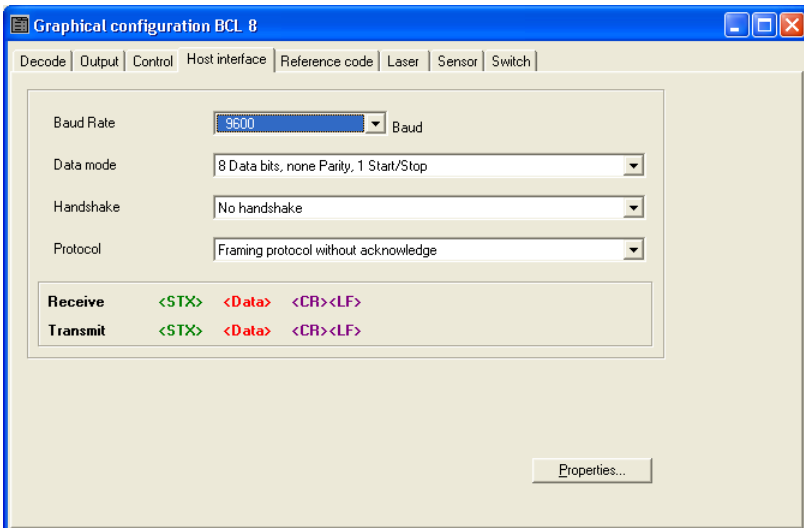 Graphical configuration BCL 8
Decode Output Control Host interface Reference code Laser Sensor Switch
Baud Rate 9600 Baud
Data mode 8 Data bits, none Parity, 1 Start/Stop
Handshake No handshake
Protocol Framing protocol without acknowledge
Receive <STX> <Data> <CR><LF>
Transmit <STX> <Data> <CR><LF>
Properties...